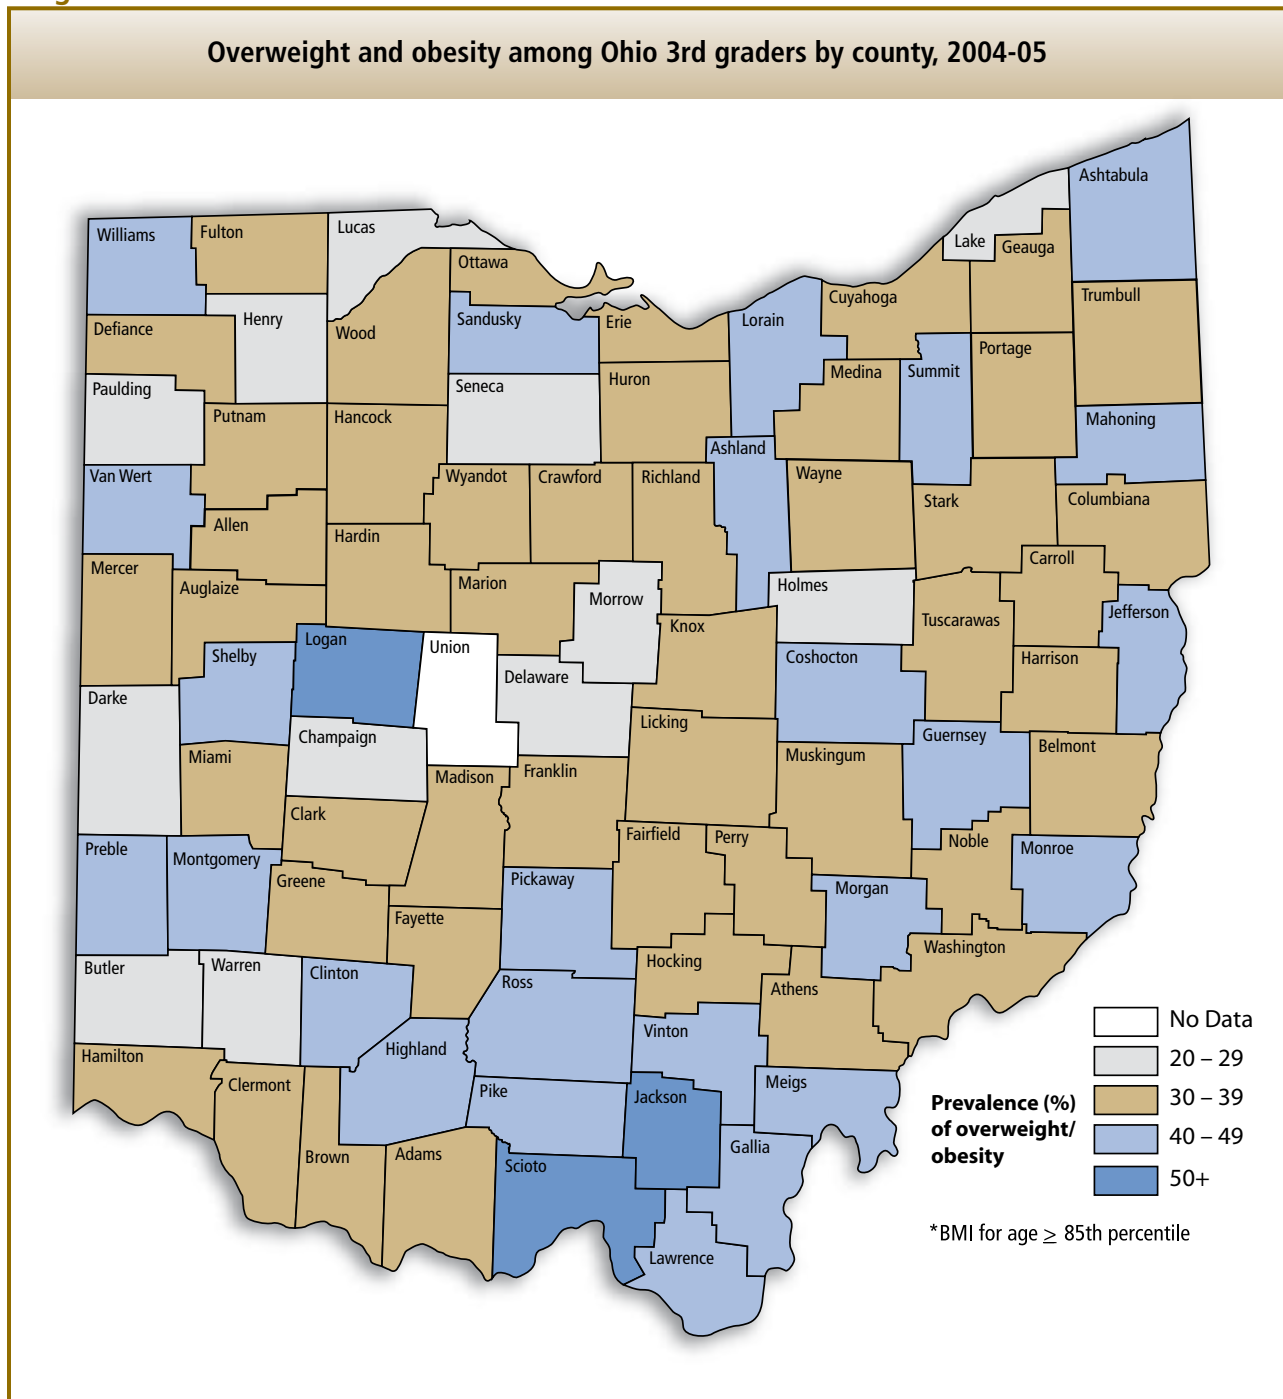 Overweight and obesity among Ohio 3rd graders by county, 2004-05
Ashtabula
Williams
Fulton
Lucas
Lake
Geauga
Ottawa
Cuyahoga
Trumbull
Henry
Defiance
Wood
Sandusky
Erie
Lorain
Portage
Paulding
Seneca
Huron
Medina
Summit
Putnam
Hancock
Mahoning
Van Wert
Wyandot
Crawford
Richland
Ashland
Wayne
Stark
Columbiana
Allen
Hardin
Mercer
Auglaize
Marion
Morrow
Holmes
Carroll
Jefferson
Tuscarawas
Knox
Logan
Union
Shelby
Delaware
Coshocton
Harrison
Darke
Champaign
Licking
Guernsey
Belmont
Miami
Madison
Franklin
Muskingum
Clark
Fairfield
Perry
Noble
Monroe
Preble
Montgomery
Greene
Pickaway
Morgan
Fayette
Washington
Butler
Warren
Clinton
Ross
Hocking
Athens
Vinton
Hamilton
Highland
Clermont
Pike
Jackson
Meigs
Brown
Adams
Scioto
Gallia
Lawrence
No Data
20 – 29
30 – 39
40 – 49
50+
Prevalence (%)
of overweight/
obesity
*BMI for age ≥ 85th percentile